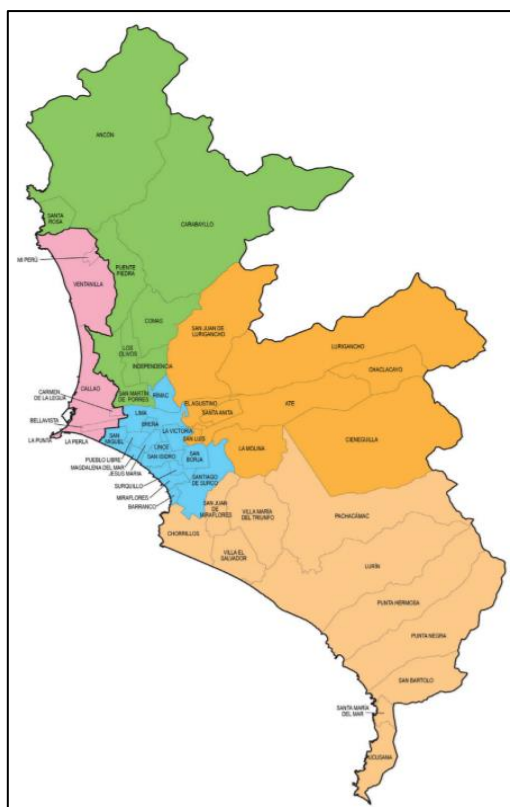 ANCÓN
SANTA
ROSA
CARABAYLLO
MI PERÚ
PUENTE
PIEDRA
VENTANILLA
COMAS
SAN JUAN DE
LURIGANCHO
LURIGANCHO
LOS
OLIVOS
CHACLACAYO
INDEPENDENCIA
CALLAO
CARMEN
DE LA LEGUA
SAN MARTÍN
DE PORRES
RÍMAC
EL AGUSTINO
ATE
SANTA ANITA
BELLAVISTA
LIMA
BREÑA
LA VICTORIA
SAN LUIS
CIENEGUILLA
LA PUNTA
LA PERLA
SAN
MIGUEL
LINCE
LA MOLINA
PUEBLO LIBRE
SAN ISIDRO
SAN
BORJA
MAGDALENA DEL MAR
JESUS MARIA
SANTIAGO
DE SURCO
SURQUILLO
MIRAFLORES
BARRANCO
SAN JUAN
DE
MIRAFLORES
VILLA MARÍA
DEL TRIUNFO
PACHACÁMAC
CHORRILLOS
VILLA EL
SALVADOR
LURÍN
PUNTA HERMOSA
PUNTA NEGRA
SAN BARTOLO
SANTA MARÍA
DEL MAR
PUCUSANA